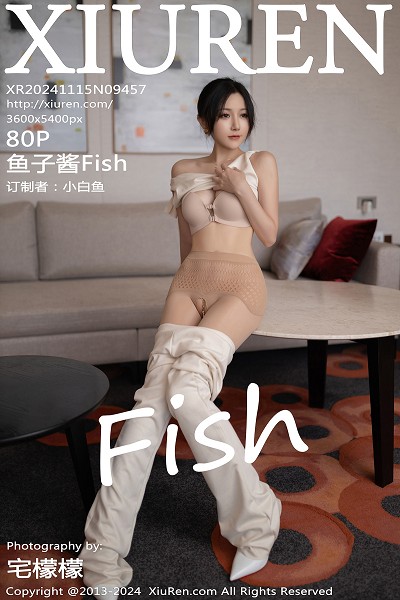 XIUREN
XR20241115N09457
https://xiuren.com/
3600x5400px
80P
鱼子酱Fish
订制者：小白鱼
Fish
Photography by:
宅檬檬
Copyright @2013-2024 XiuRen.com All Rights Reserved